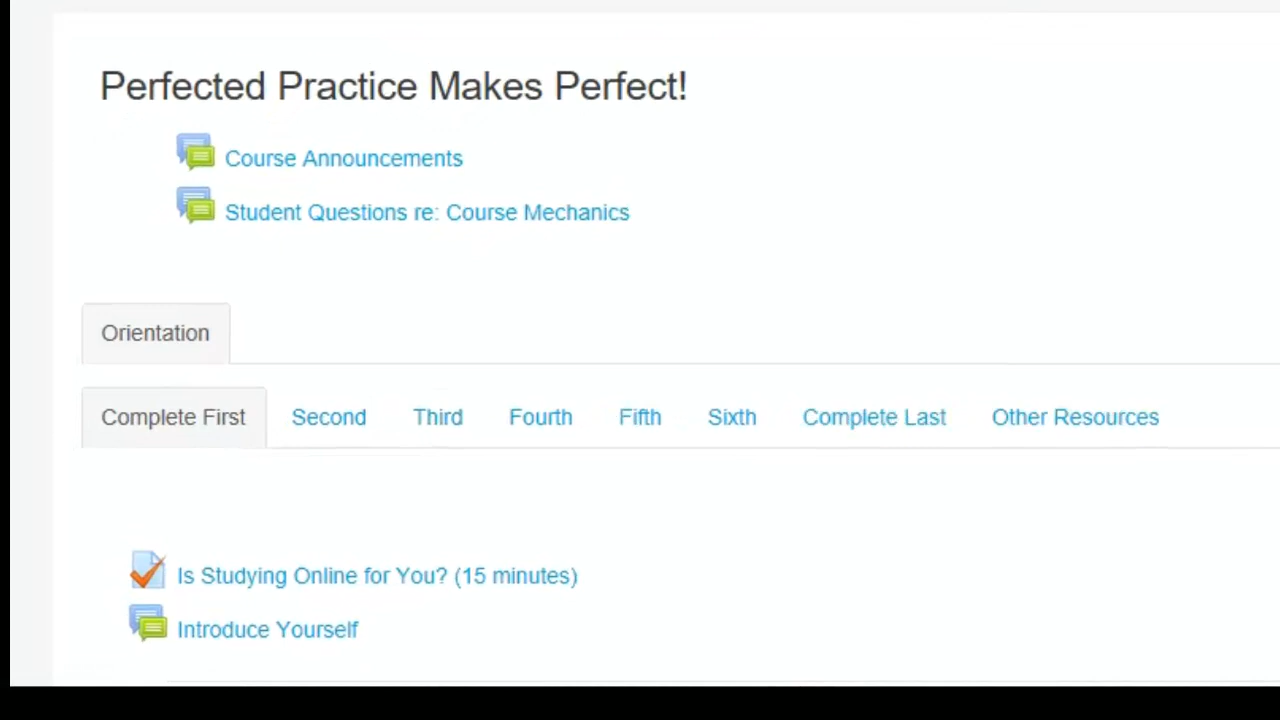 Perfected Practice Makes Perfect!
Course Announcements
Student Questions re: Course Mechanics
Orientation
Complete First Second Third Fourth Fifth Sixth Complete Last Other Resources
Is Studying Online for You? (15 minutes)
Introduce Yourself